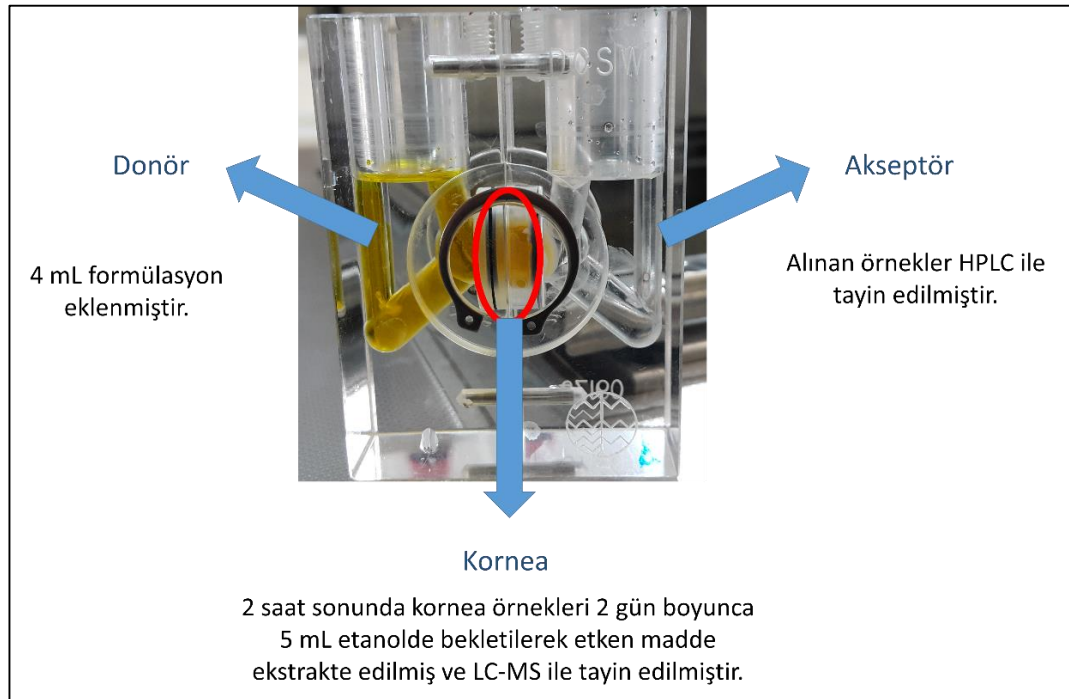 Donör
4 mL formülasyon
eklenmiştir.
Akseptör
Alınan örnekler HPLC ile
tayin edilmiştir.
Kornea
2 saat sonunda kornea örnekleri 2 gün boyunca
5 mL etanolde bekletilerek etken madde
ekstrakte edilmiş ve LC-MS ile tayin edilmiştir.